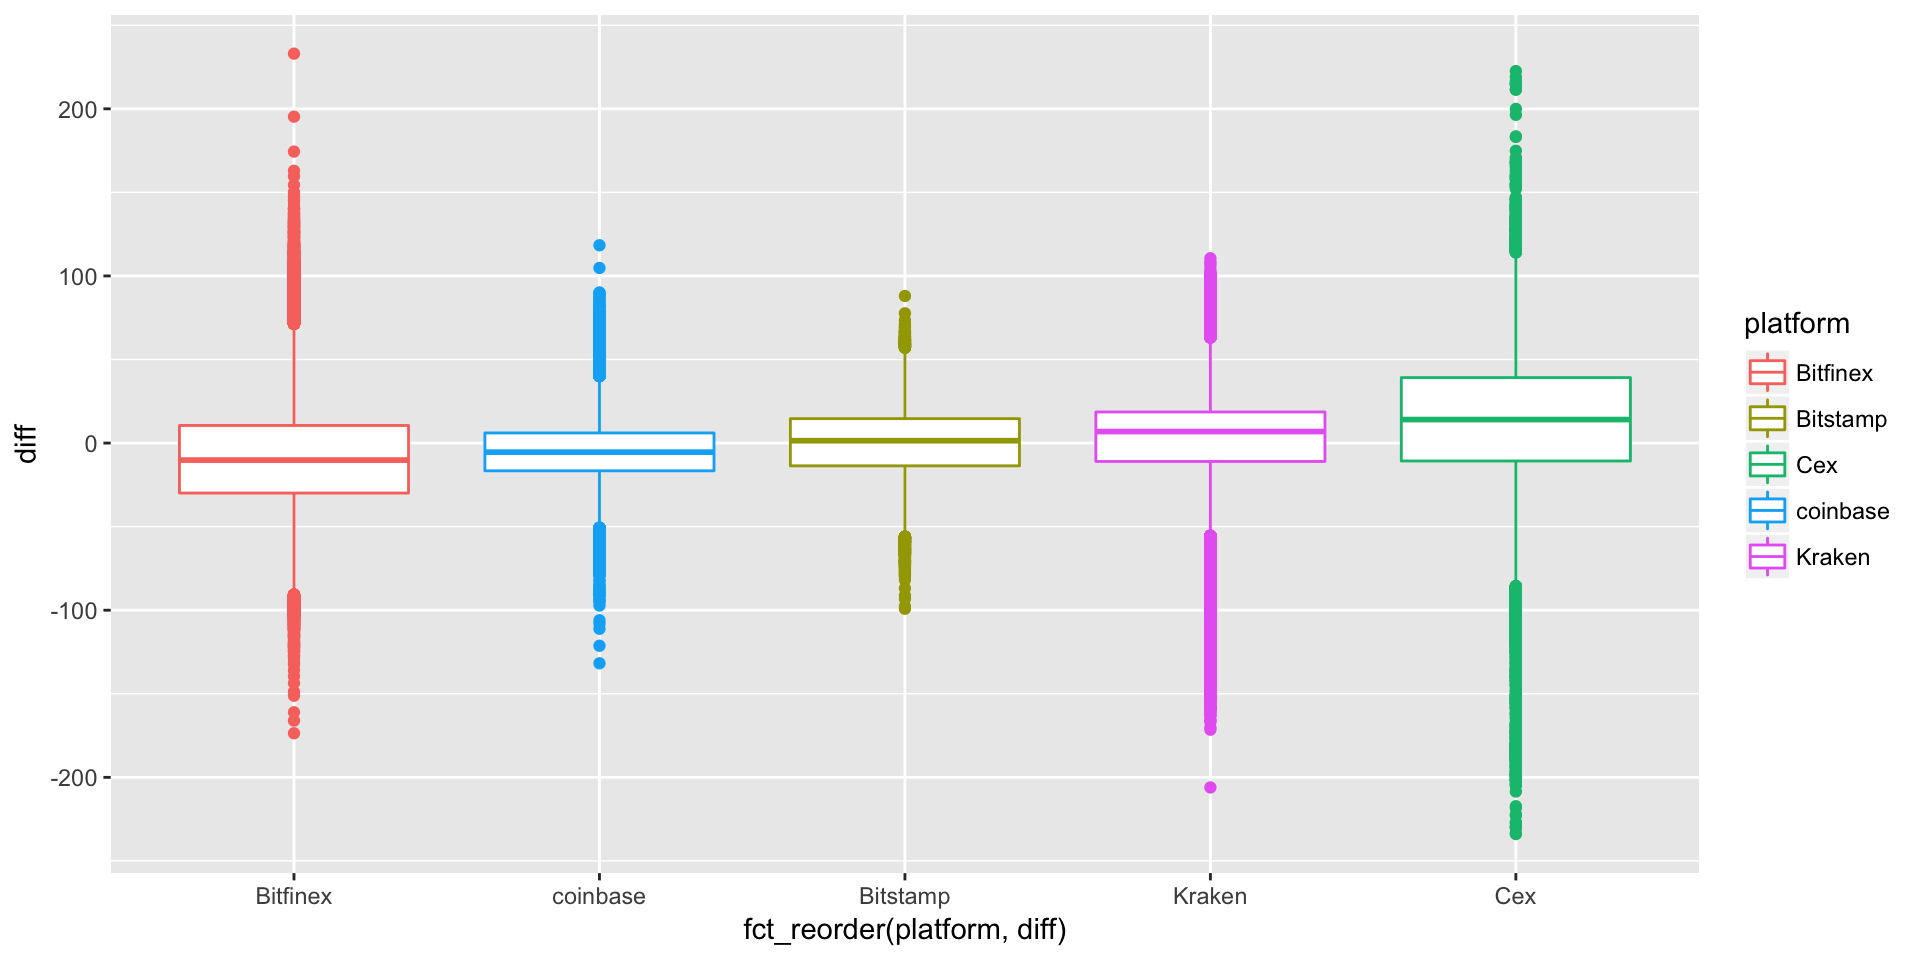 diff
200
100
0
-100
-200
Bitfinex
coinbase
Bitstamp
Kraken
Cex
fct_reorder(platform, diff)
platform
Bitfinex
Bitstamp
Cex
coinbase
Kraken